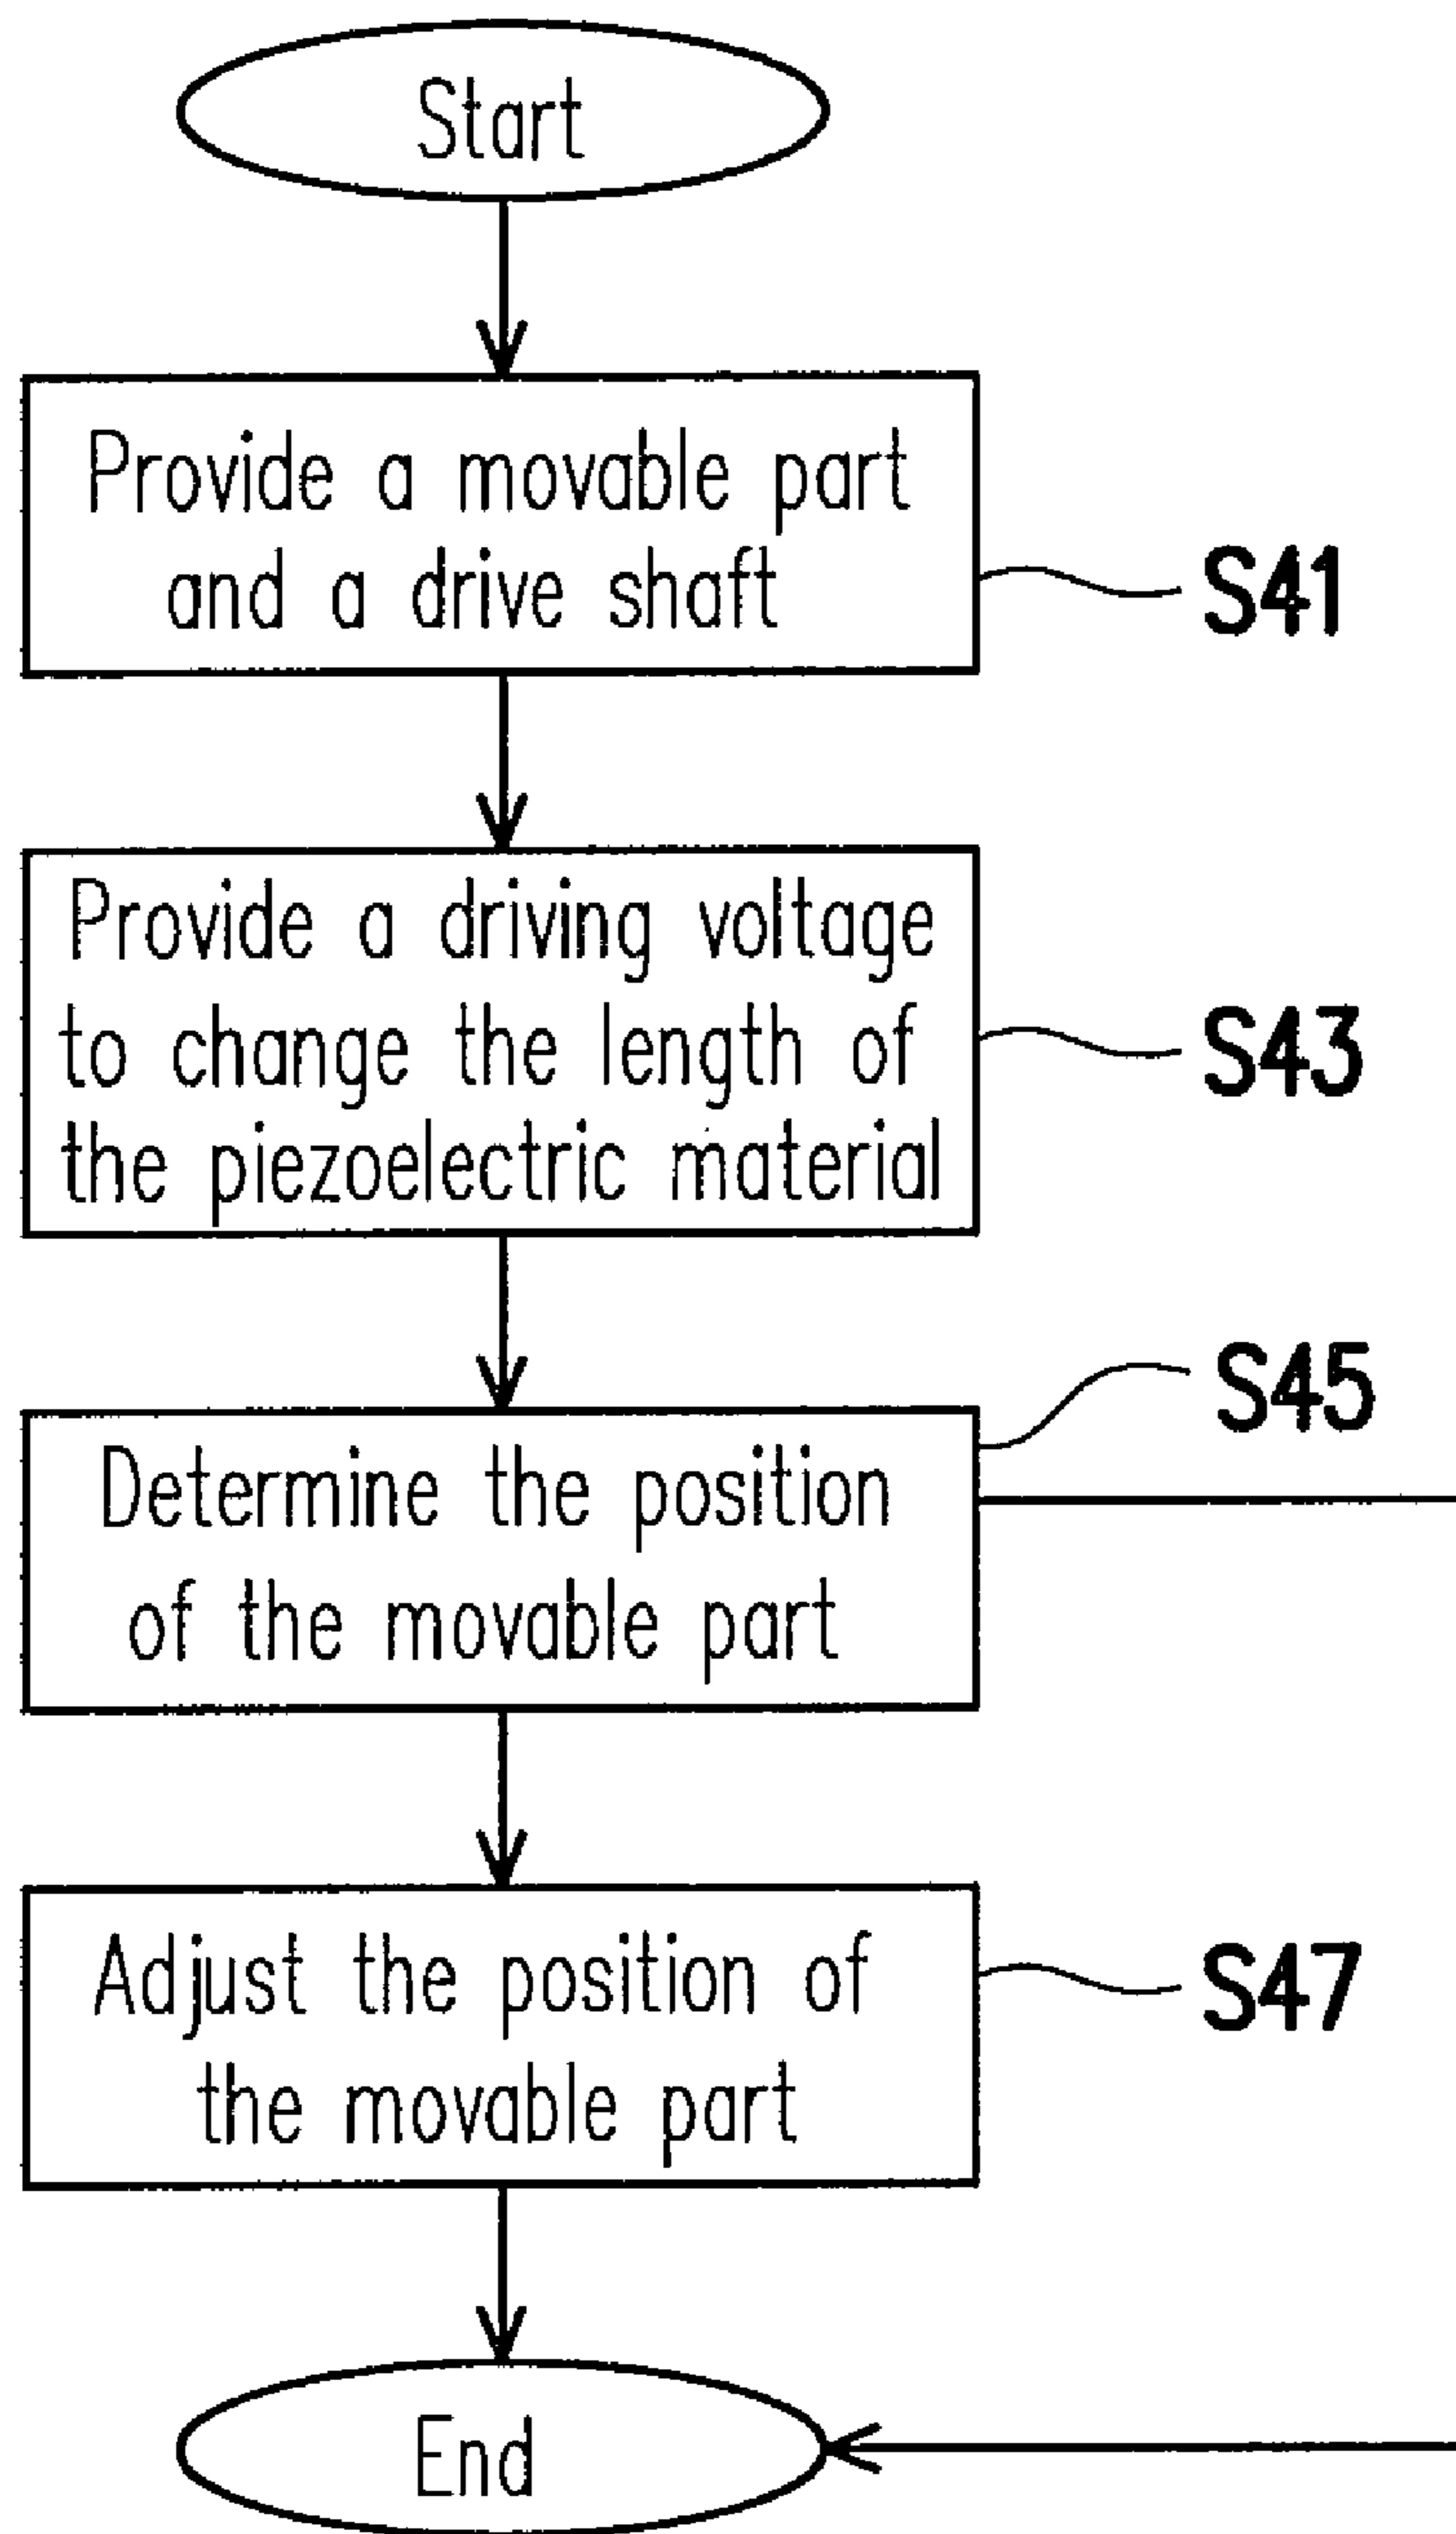 Start
Provide a movable part
and a drive shaft
S41
Provide a driving voltage
to change the length of
the piezoelectric material
S43
S45
Determine the position
of the movable part
Adjust the position of
the movable part
S47
End